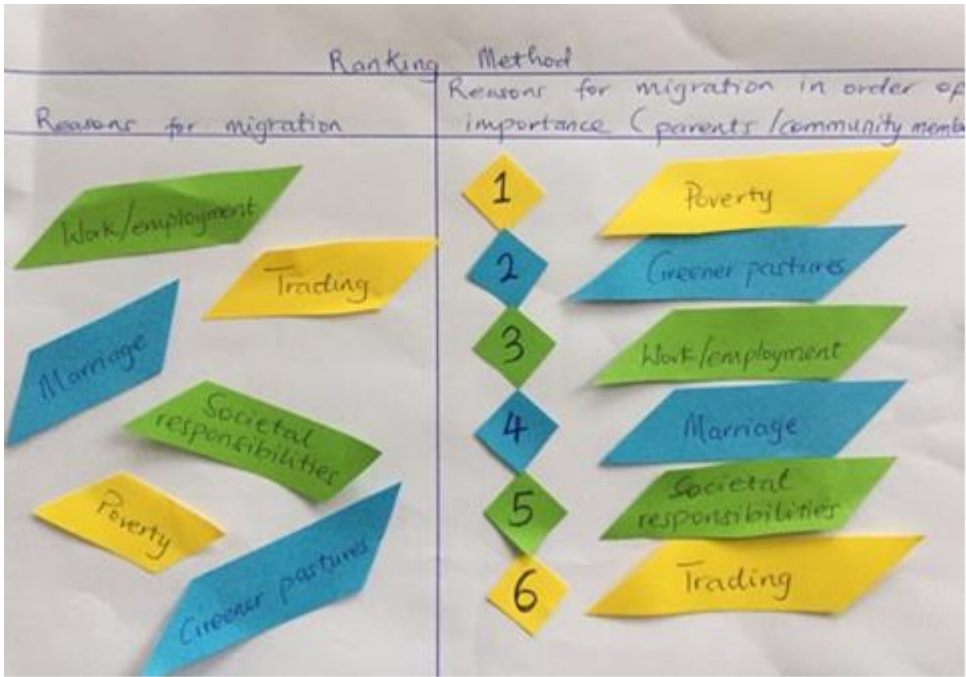 Ranking Method
Reasons for migration
Work/employment
Trading
Marriage
Societal
responsibilities
Poverty
Greener pastures
Reasons for migration in order of
importance (parents/community membe
1 Poverty
2 Greener pastures
3 Work/employment
4 Marriage
5 Societal
responsibilities
6 Trading